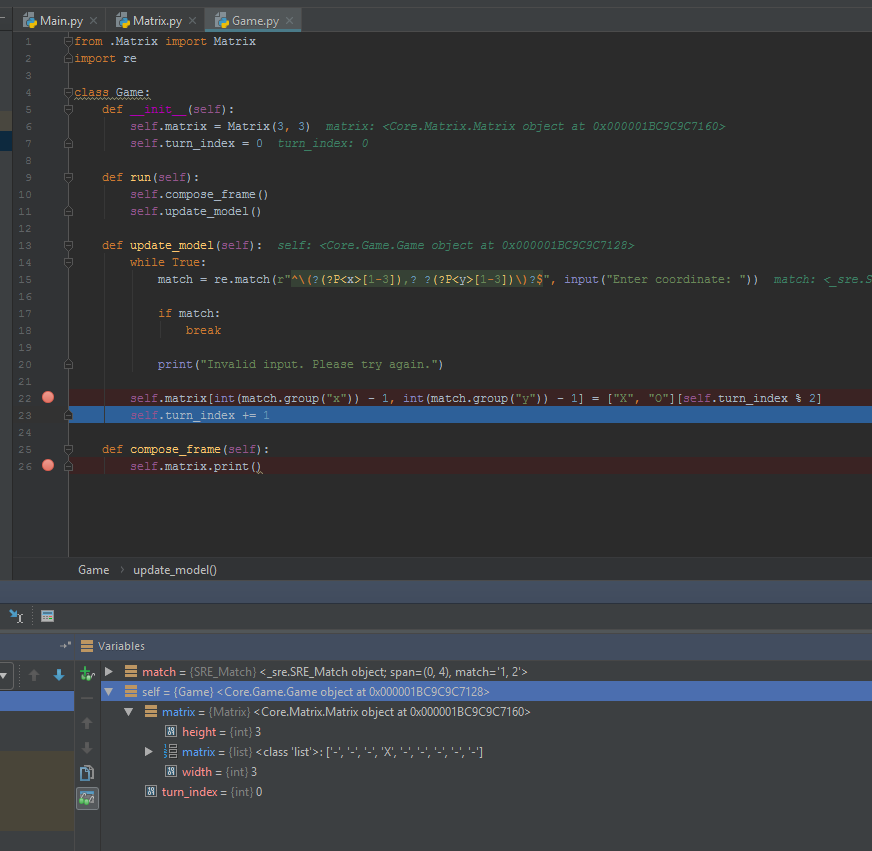 Main.py Matrix.py Game.py
1 from .Matrix import Matrix
2 import re
3
4 class Game:
5 def __init__(self):
6 self.matrix = Matrix(3, 3) matrix: <Core.Matrix.Matrix object at 0x000001BC9C9C7160>
7 self.turn_index = 0 turn_index: 0
8
9 def run(self):
10 self.compose_frame()
11 self.update_model()
12
13 def update_model(self): self: <Core.Game.Game object at 0x000001BC9C9C7128>
14 while True:
15 match = re.match(r"^\(?(?P<x>[1-3]),? ?(?P<y>[1-3])\)?$", input("Enter coordinate: ")) match: <_sre.S
16
17 if match:
18 break
19
20 print("Invalid input. Please try again.")
21
22 self.matrix[int(match.group("x")) - 1, int(match.group("y")) - 1] = ["X", "O"][self.turn_index % 2]
23 self.turn_index += 1
24
25 def compose_frame(self):
26 self.matrix.print()
Game update_model()
Variables
match = {SRE_Match} <_sre.SRE_Match object; span=(0, 4), match='1, 2'>
self = {Game} <Core.Game.Game object at 0x000001BC9C9C7128>
matrix = {Matrix} <Core.Matrix.Matrix object at 0x000001BC9C9C7160>
height = {int} 3
matrix = {list} <class 'list'>: ['-', '-', '-', 'X', '-', '-', '-', '-', '-']
width = {int} 3
turn_index = {int} 0